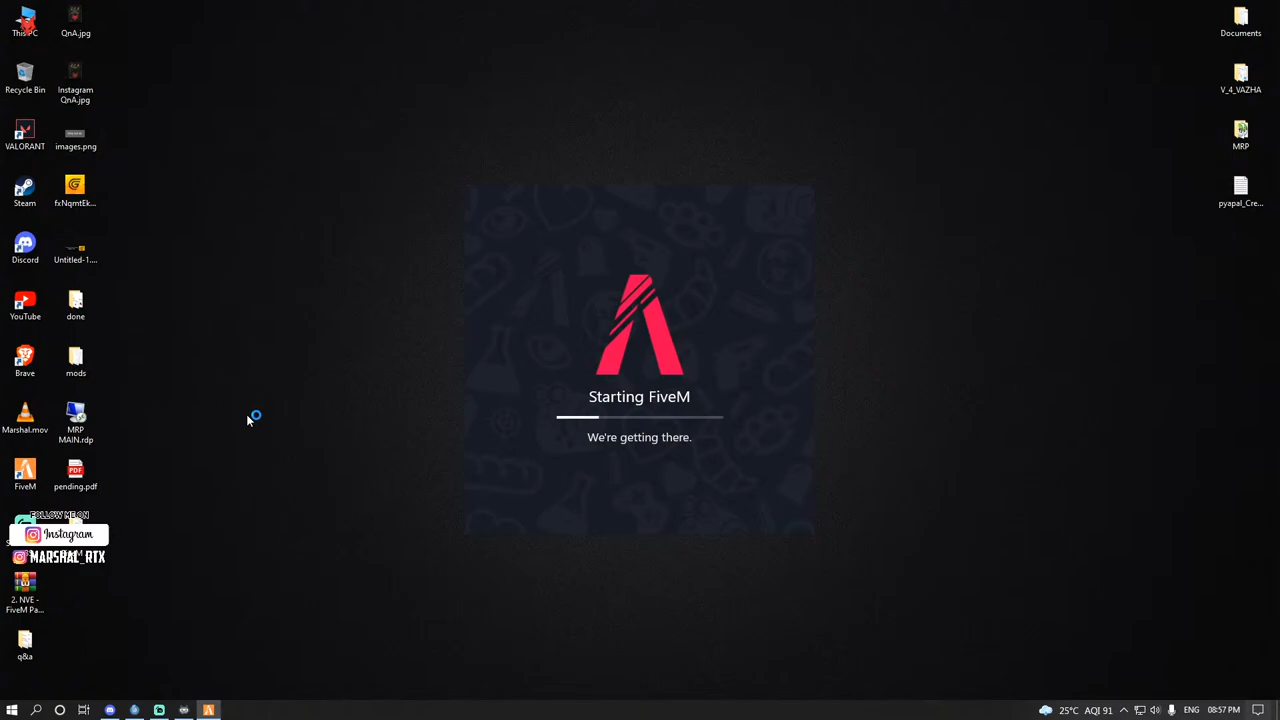 This PC
QnA.jpg
Recycle Bin
Instagram
QnA.jpg
VALORANT
images.png
Steam
fxNqmtEk...
Discord
Untitled-1....
YouTube
done
Brave
mods
Marshal.mov
MRP
MAIN.rdp
FiveM
pending.pdf
FOLLOW ME ON
Instagram
MARSHAL_RTX
2. NVE -
FiveM Pa...
q&a
Starting FiveM
We're getting there.
Documents
V_4_VAZHA
MRP
pyapal_Cre...
25°C AQI 91
ENG
08:57 PM